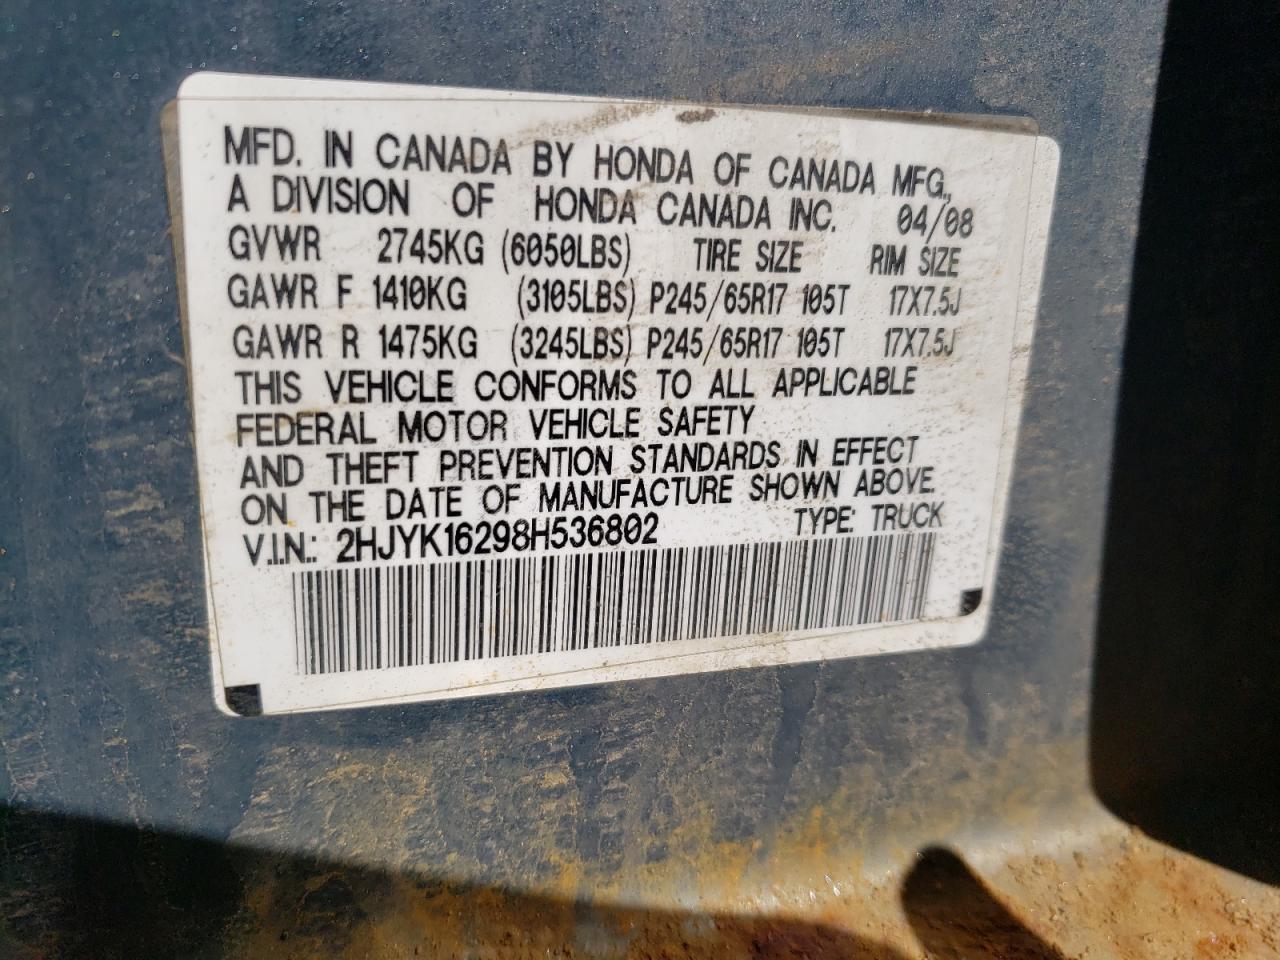 MFD. IN CANADA BY HONDA OF CANADA MFG.,
A DIVISION OF HONDA CANADA INC. 04/08
GVWR 2745KG (6050LBS) TIRE SIZE RIM SIZE
GAWR F 1410KG (3105LBS) P245/65R17 105T 17X7.5J
GAWR R 1475KG (3245LBS) P245/65R17 105T 17X7.5J
THIS VEHICLE CONFORMS TO ALL APPLICABLE
FEDERAL MOTOR VEHICLE SAFETY
AND THEFT PREVENTION STANDARDS IN EFFECT
ON THE DATE OF MANUFACTURE SHOWN ABOVE.
V.I.N.: 2HJYK16298H536802 TYPE: TRUCK